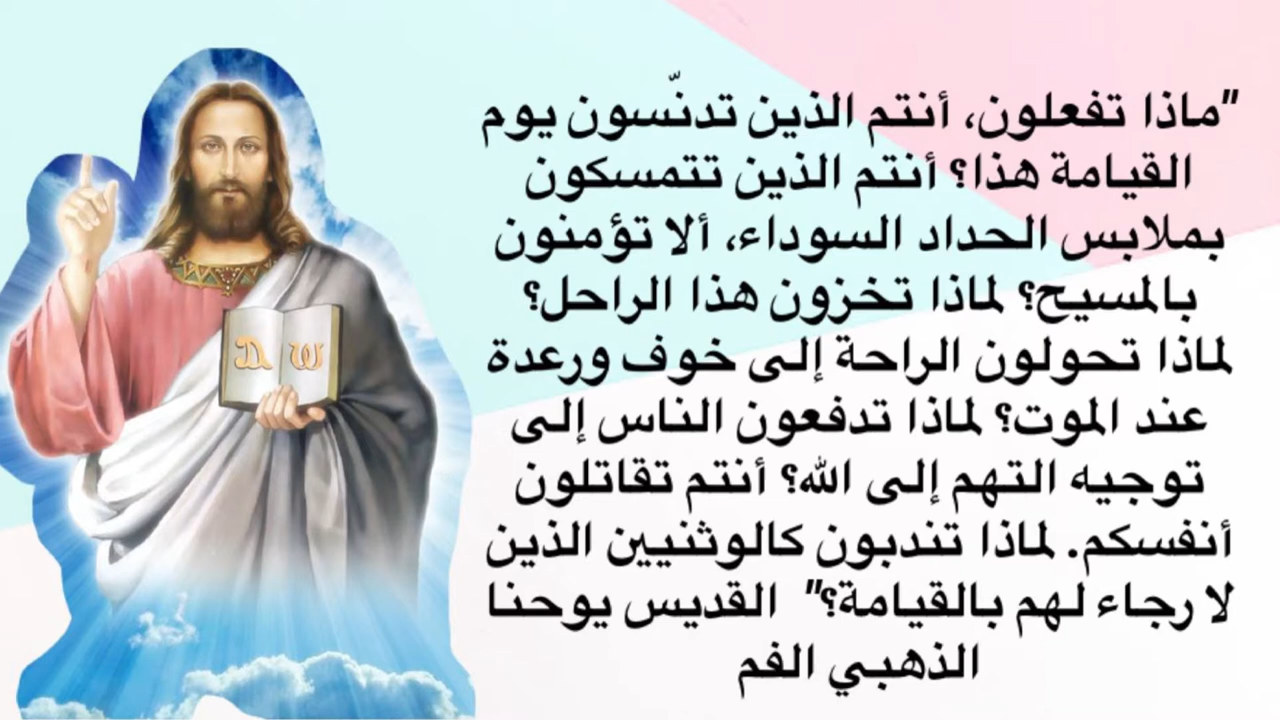 "ماذا تفعلون، أنتم الذين تدنّسون يوم
القيامة هذا؟ أنتم الذين تتمسكون
بملابس الحداد السوداء، ألا تؤمنون
بالمسيح؟ لماذا تخزون هذا الراحل؟
لماذا تحولون الراحة إلى خوف ورعدة
عند الموت؟ لماذا تدفعون الناس إلى
توجيه التهم إلى الله؟ أنتم تقاتلون
أنفسكم. لماذا تندبون كالوثنيين الذين
لا رجاء لهم بالقيامة؟" القديس يوحنا
الذهبي الفم